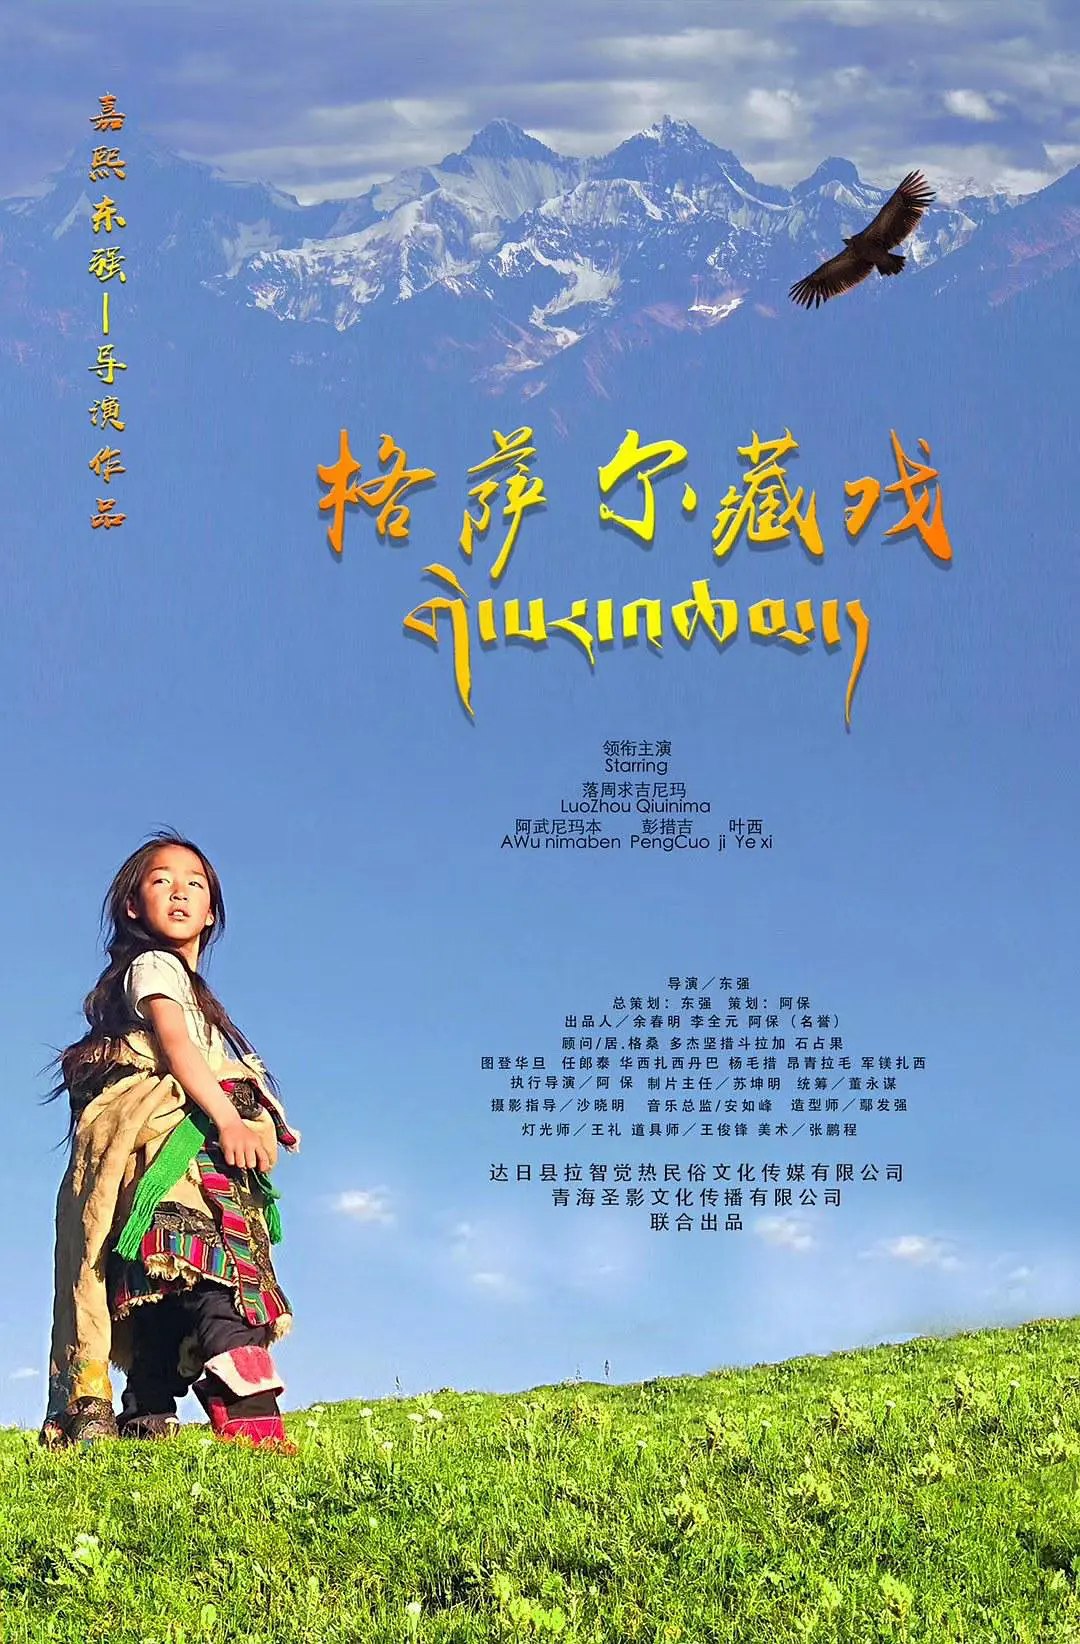 嘉熙东强—导演作品
格萨尔藏戏
领衔主演
Starring
落周求吉尼玛
LuoZhou Qiuinima
阿武尼玛本 彭措吉 叶西
AWu nimaben PengCuo ji Ye xi
导演／东强
总策划：东强 策划：阿保
出品人／余春明 李全元 阿保（名誉）
顾问/居.格桑 多杰坚措斗拉加 石占果
图登华旦 任郎泰 华西扎西丹巴 杨毛措 昂青拉毛 军镁扎西
执行导演／阿保 制片主任／苏坤明 统筹／董永谋
摄影指导／沙晓明 音乐总监/安如峰 造型师／鄢发强
灯光师／王礼 道具师／王俊锋 美术／张鹏程
达日县拉智觉热民俗文化传媒有限公司
青海圣影文化传播有限公司
联合出品